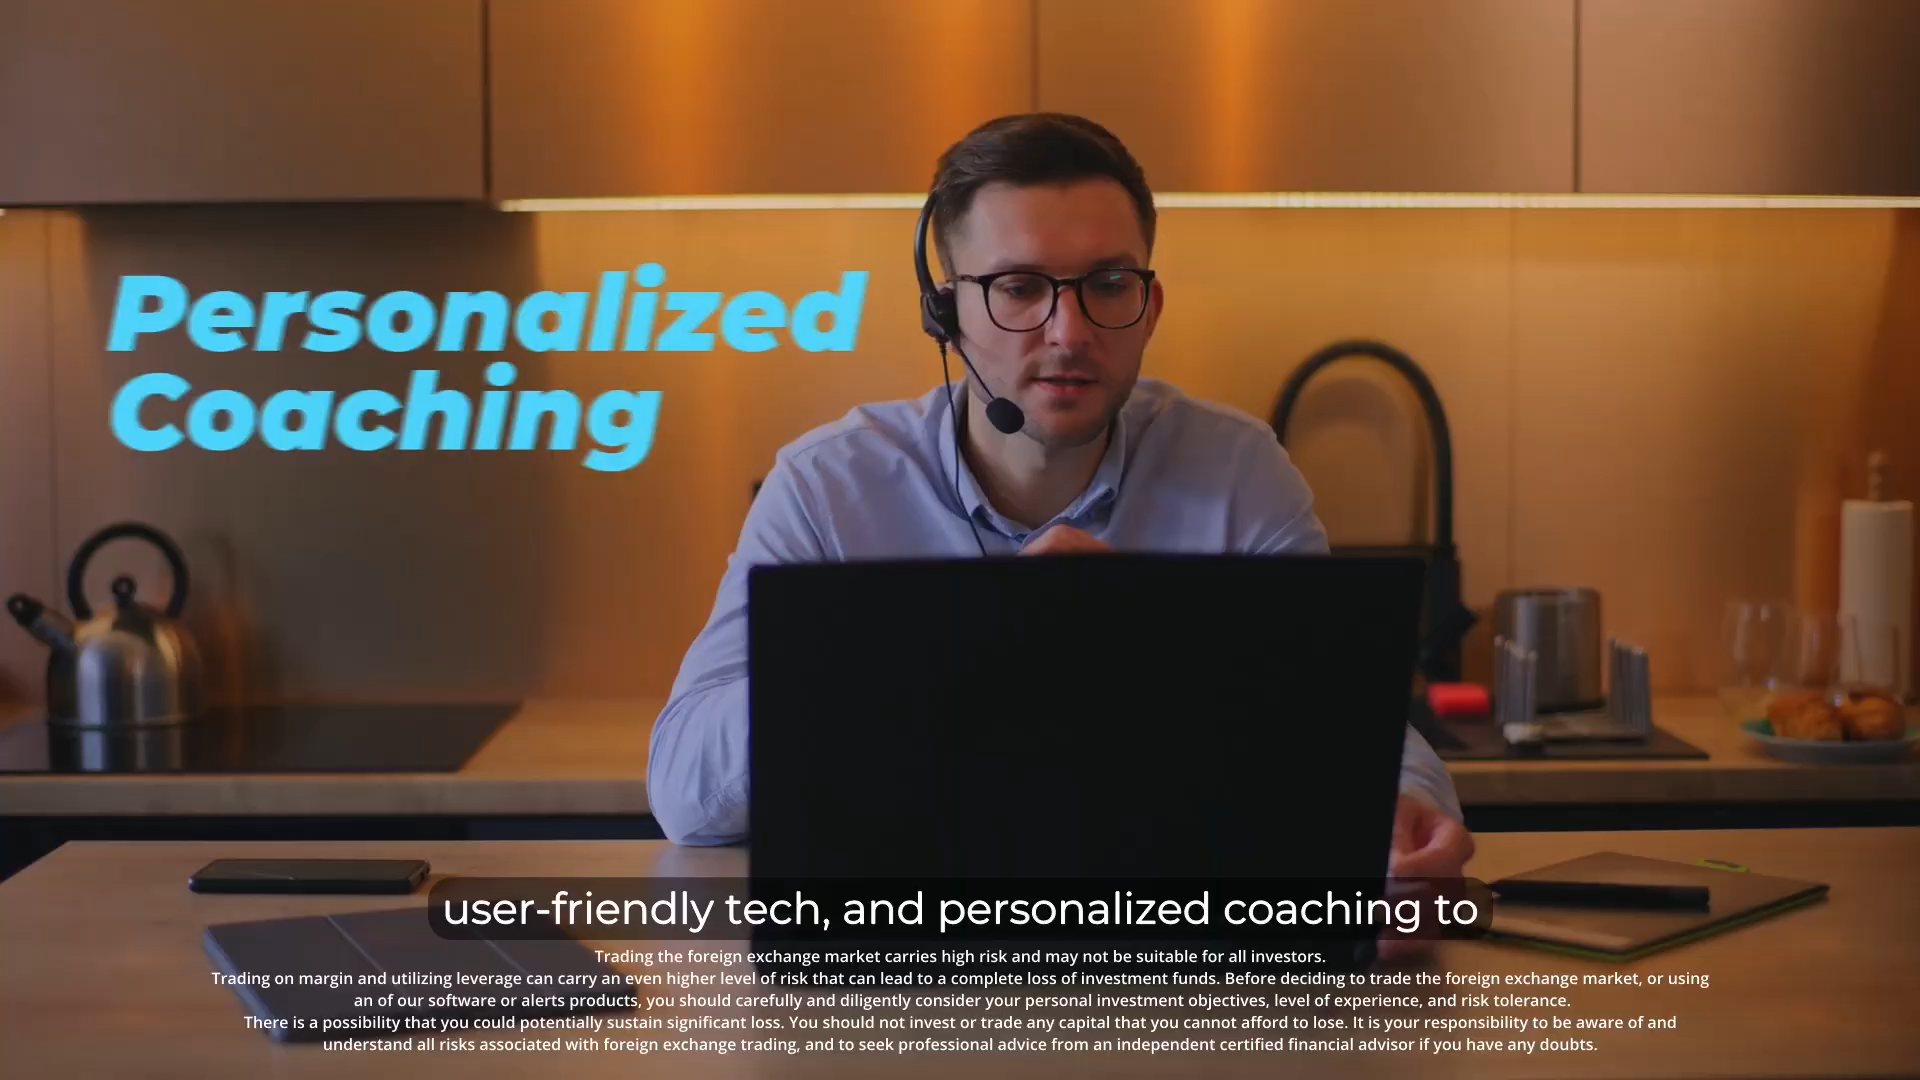 Personalized
Coaching
user-friendly tech, and personalized coaching to
Trading the foreign exchange market carries high risk and may not be suitable for all investors.
Trading on margin and utilizing leverage can carry an even higher level of risk that can lead to a complete loss of investment funds. Before deciding to trade the foreign exchange market, or using
an of our software or alerts products, you should carefully and diligently consider your personal investment objectives, level of experience, and risk tolerance.
There is a possibility that you could potentially sustain significant loss. You should not invest or trade any capital that you cannot afford to lose. It is your responsibility to be aware of and
understand all risks associated with foreign exchange trading, and to seek professional advice from an independent certified financial advisor if you have any doubts.